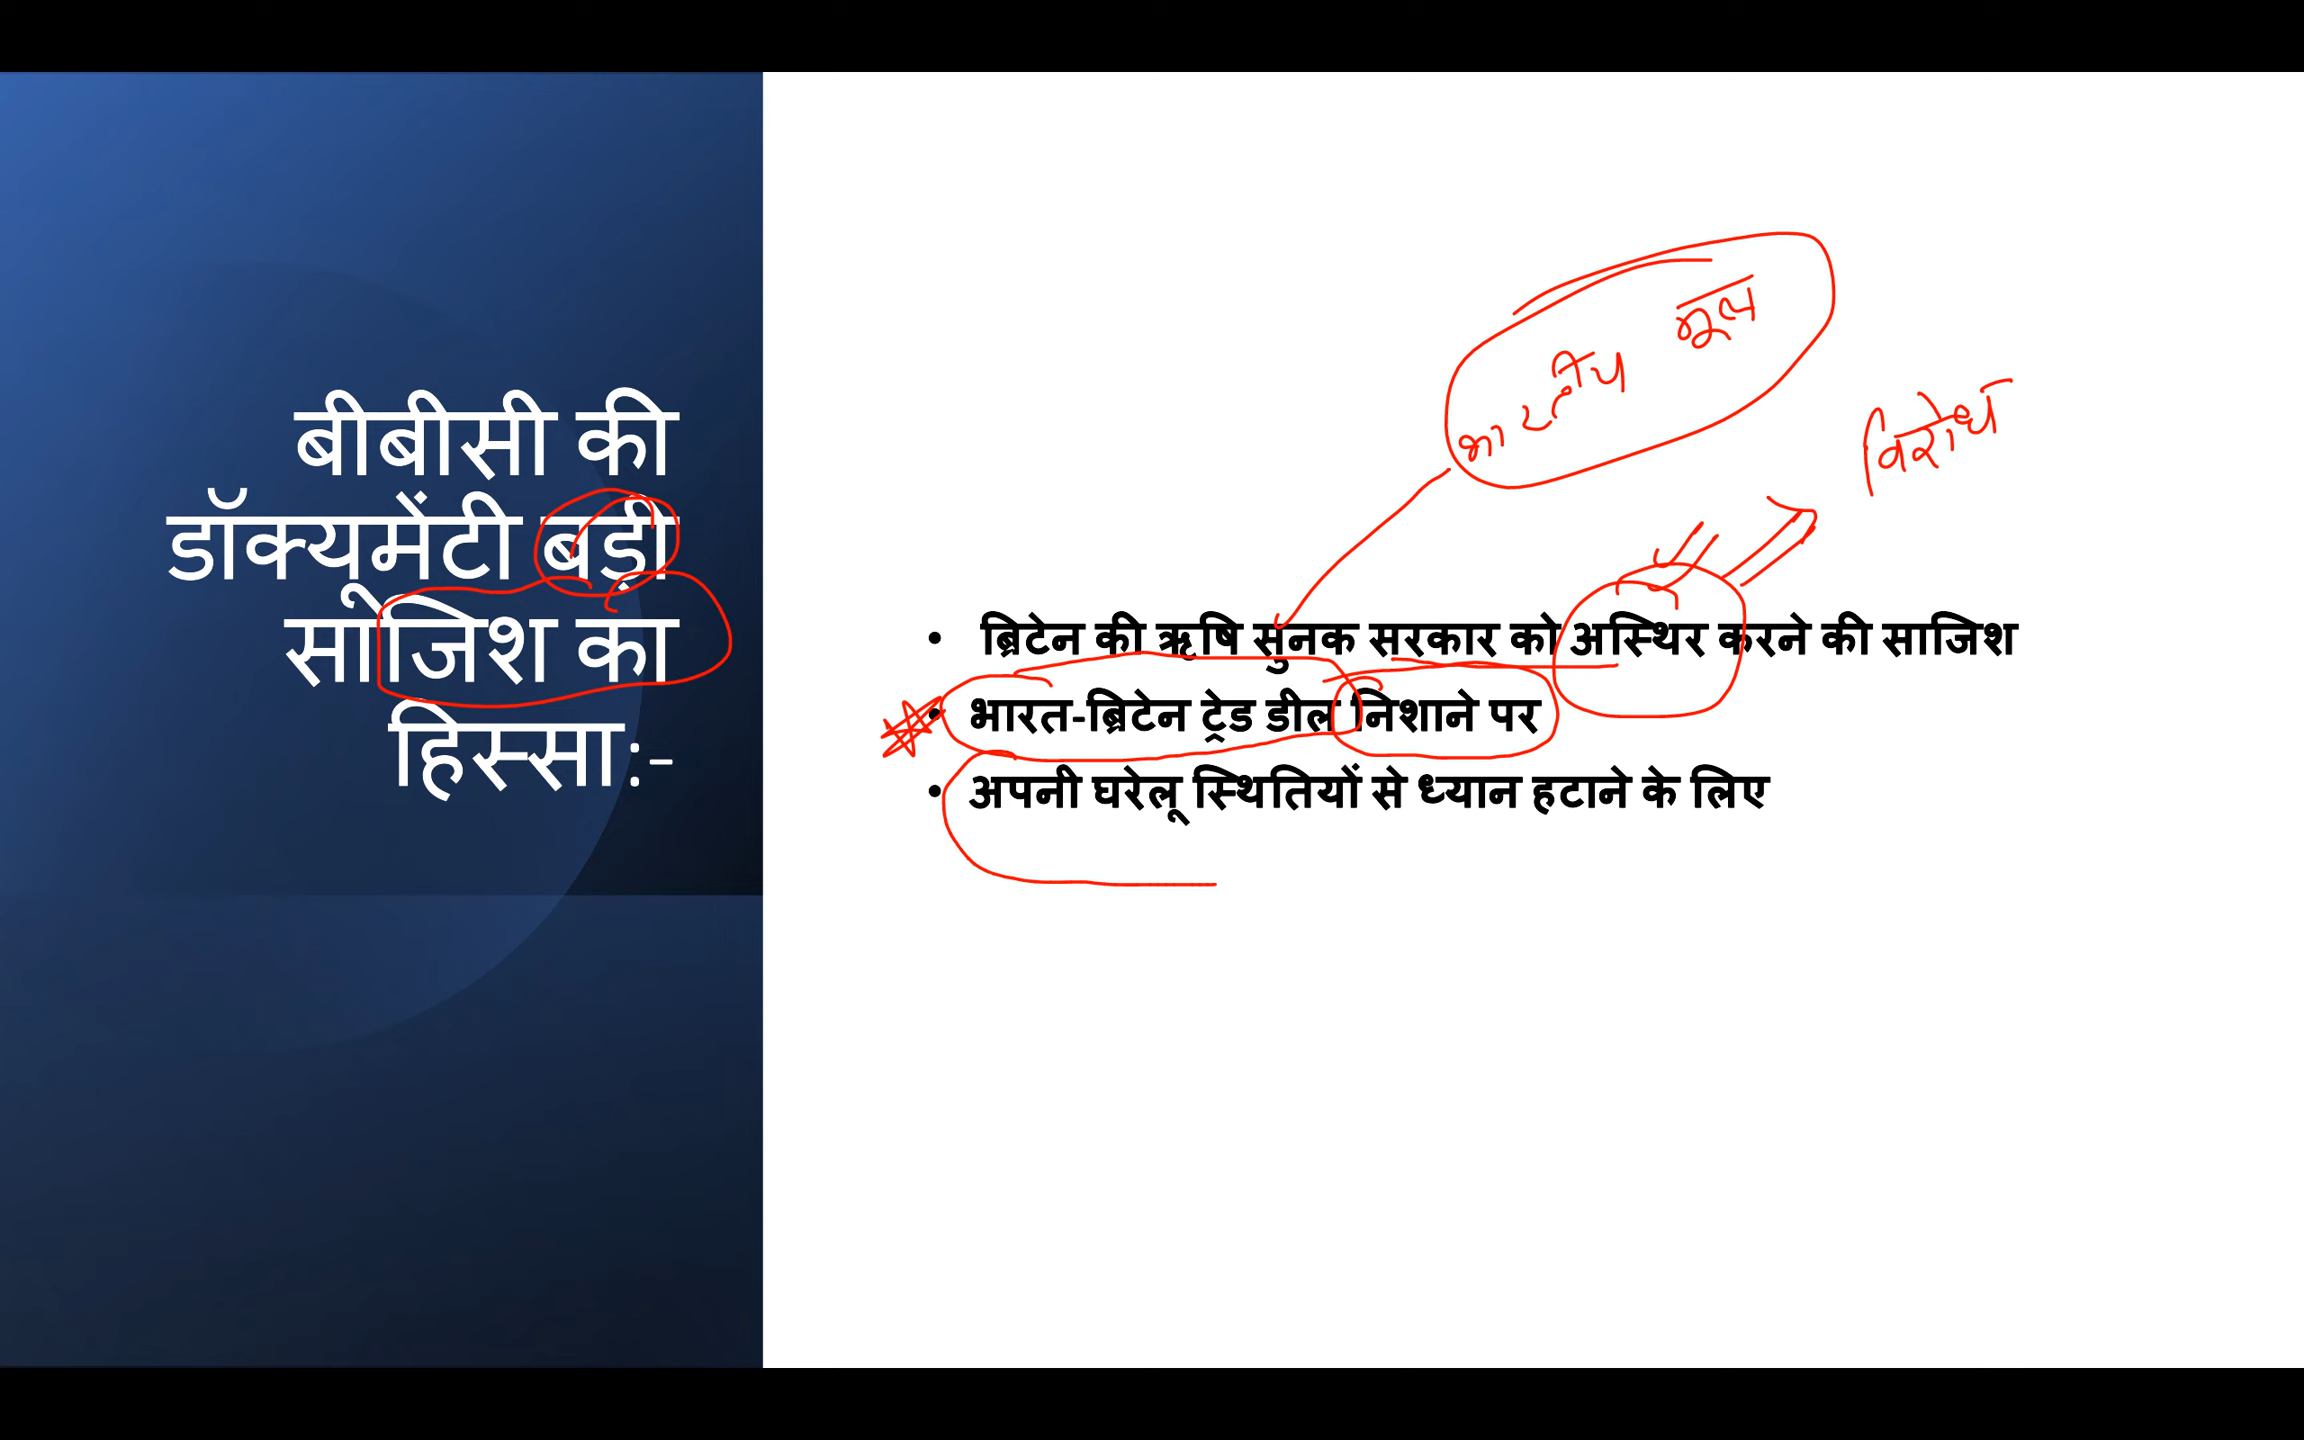 बीबीसी की
डॉक्यूमेंटी बड़ी
साजिश का
हिस्सा:-
भारतीय मूल
विरोध
• ब्रिटेन की ऋषि सुनक सरकार को अस्थिर करने की साजिश
• भारत-ब्रिटेन ट्रेड डील निशाने पर
• अपनी घरेलू स्थितियों से ध्यान हटाने के लिए